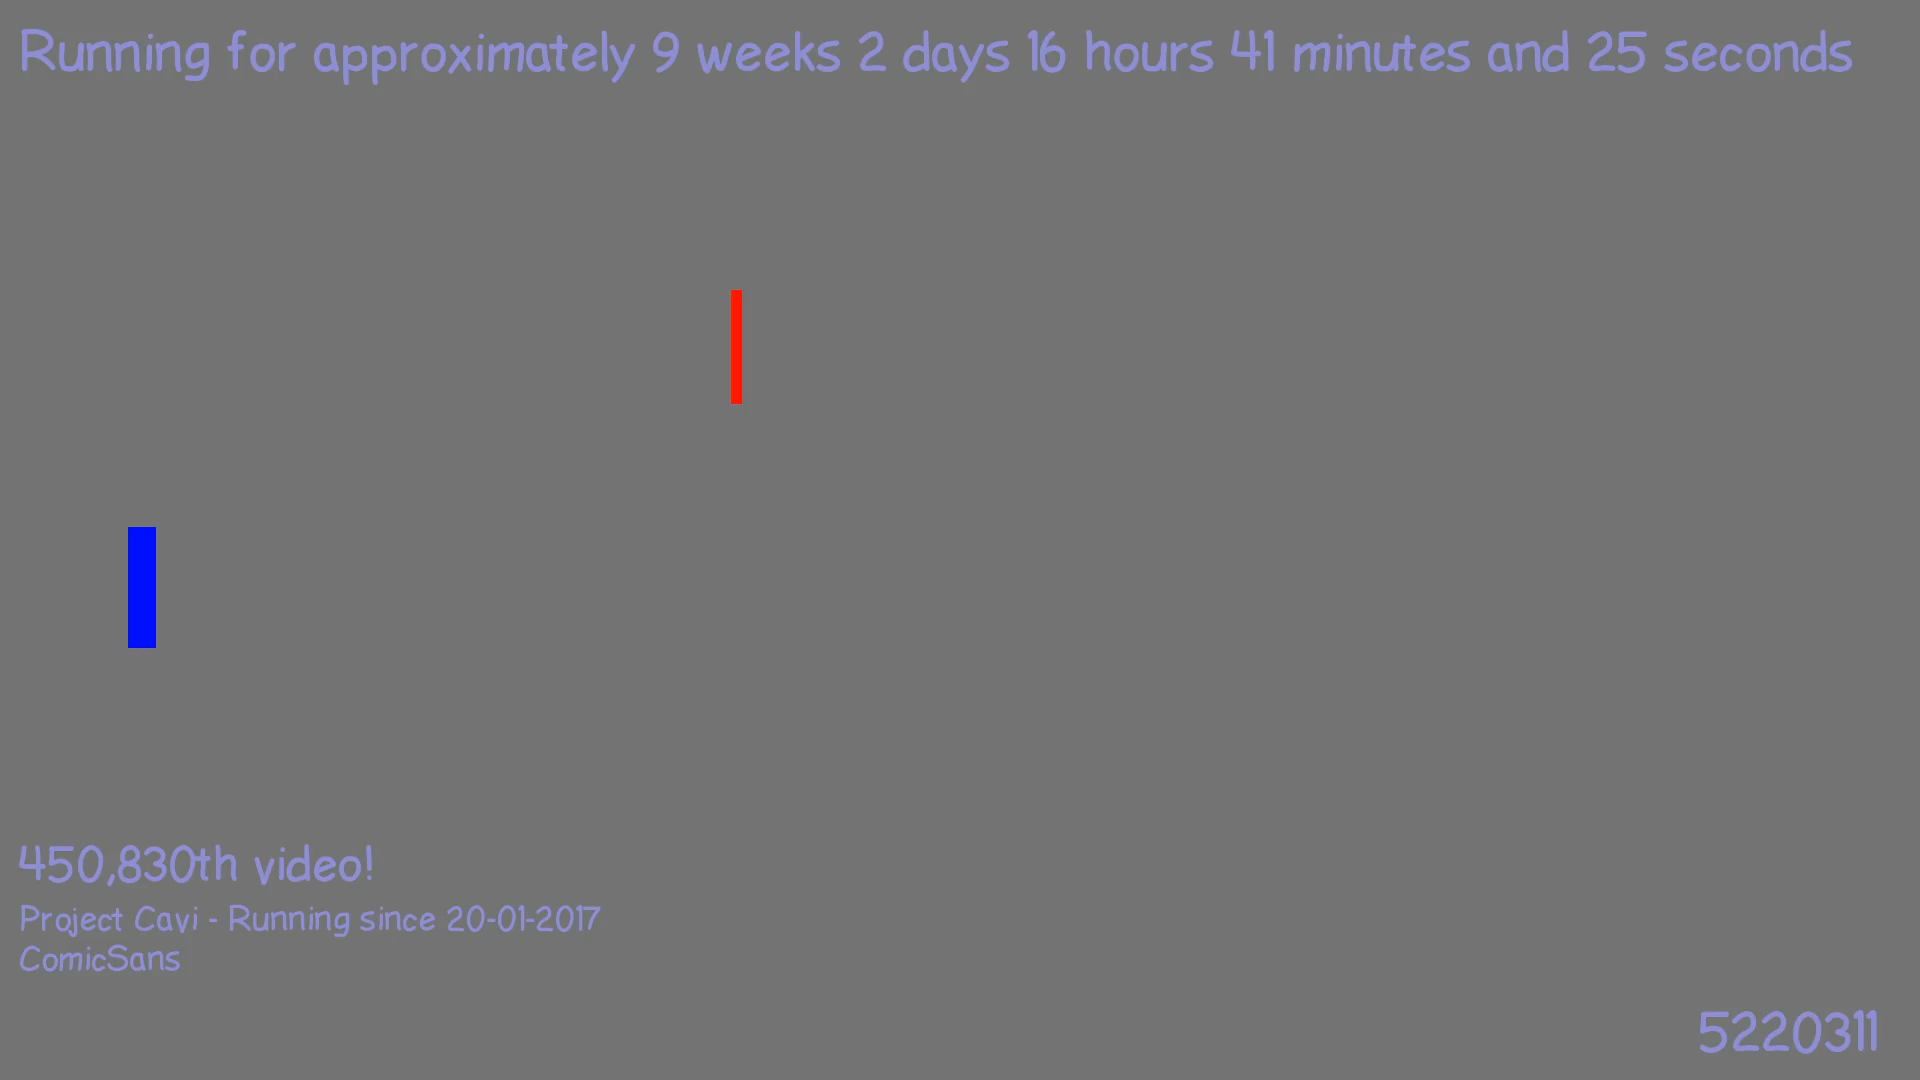 Running for approximately 9 weeks 2 days 16 hours 41 minutes and 25 seconds
450,830th video!
Project Cavi - Running since 20-01-2017
ComicSans
5220311